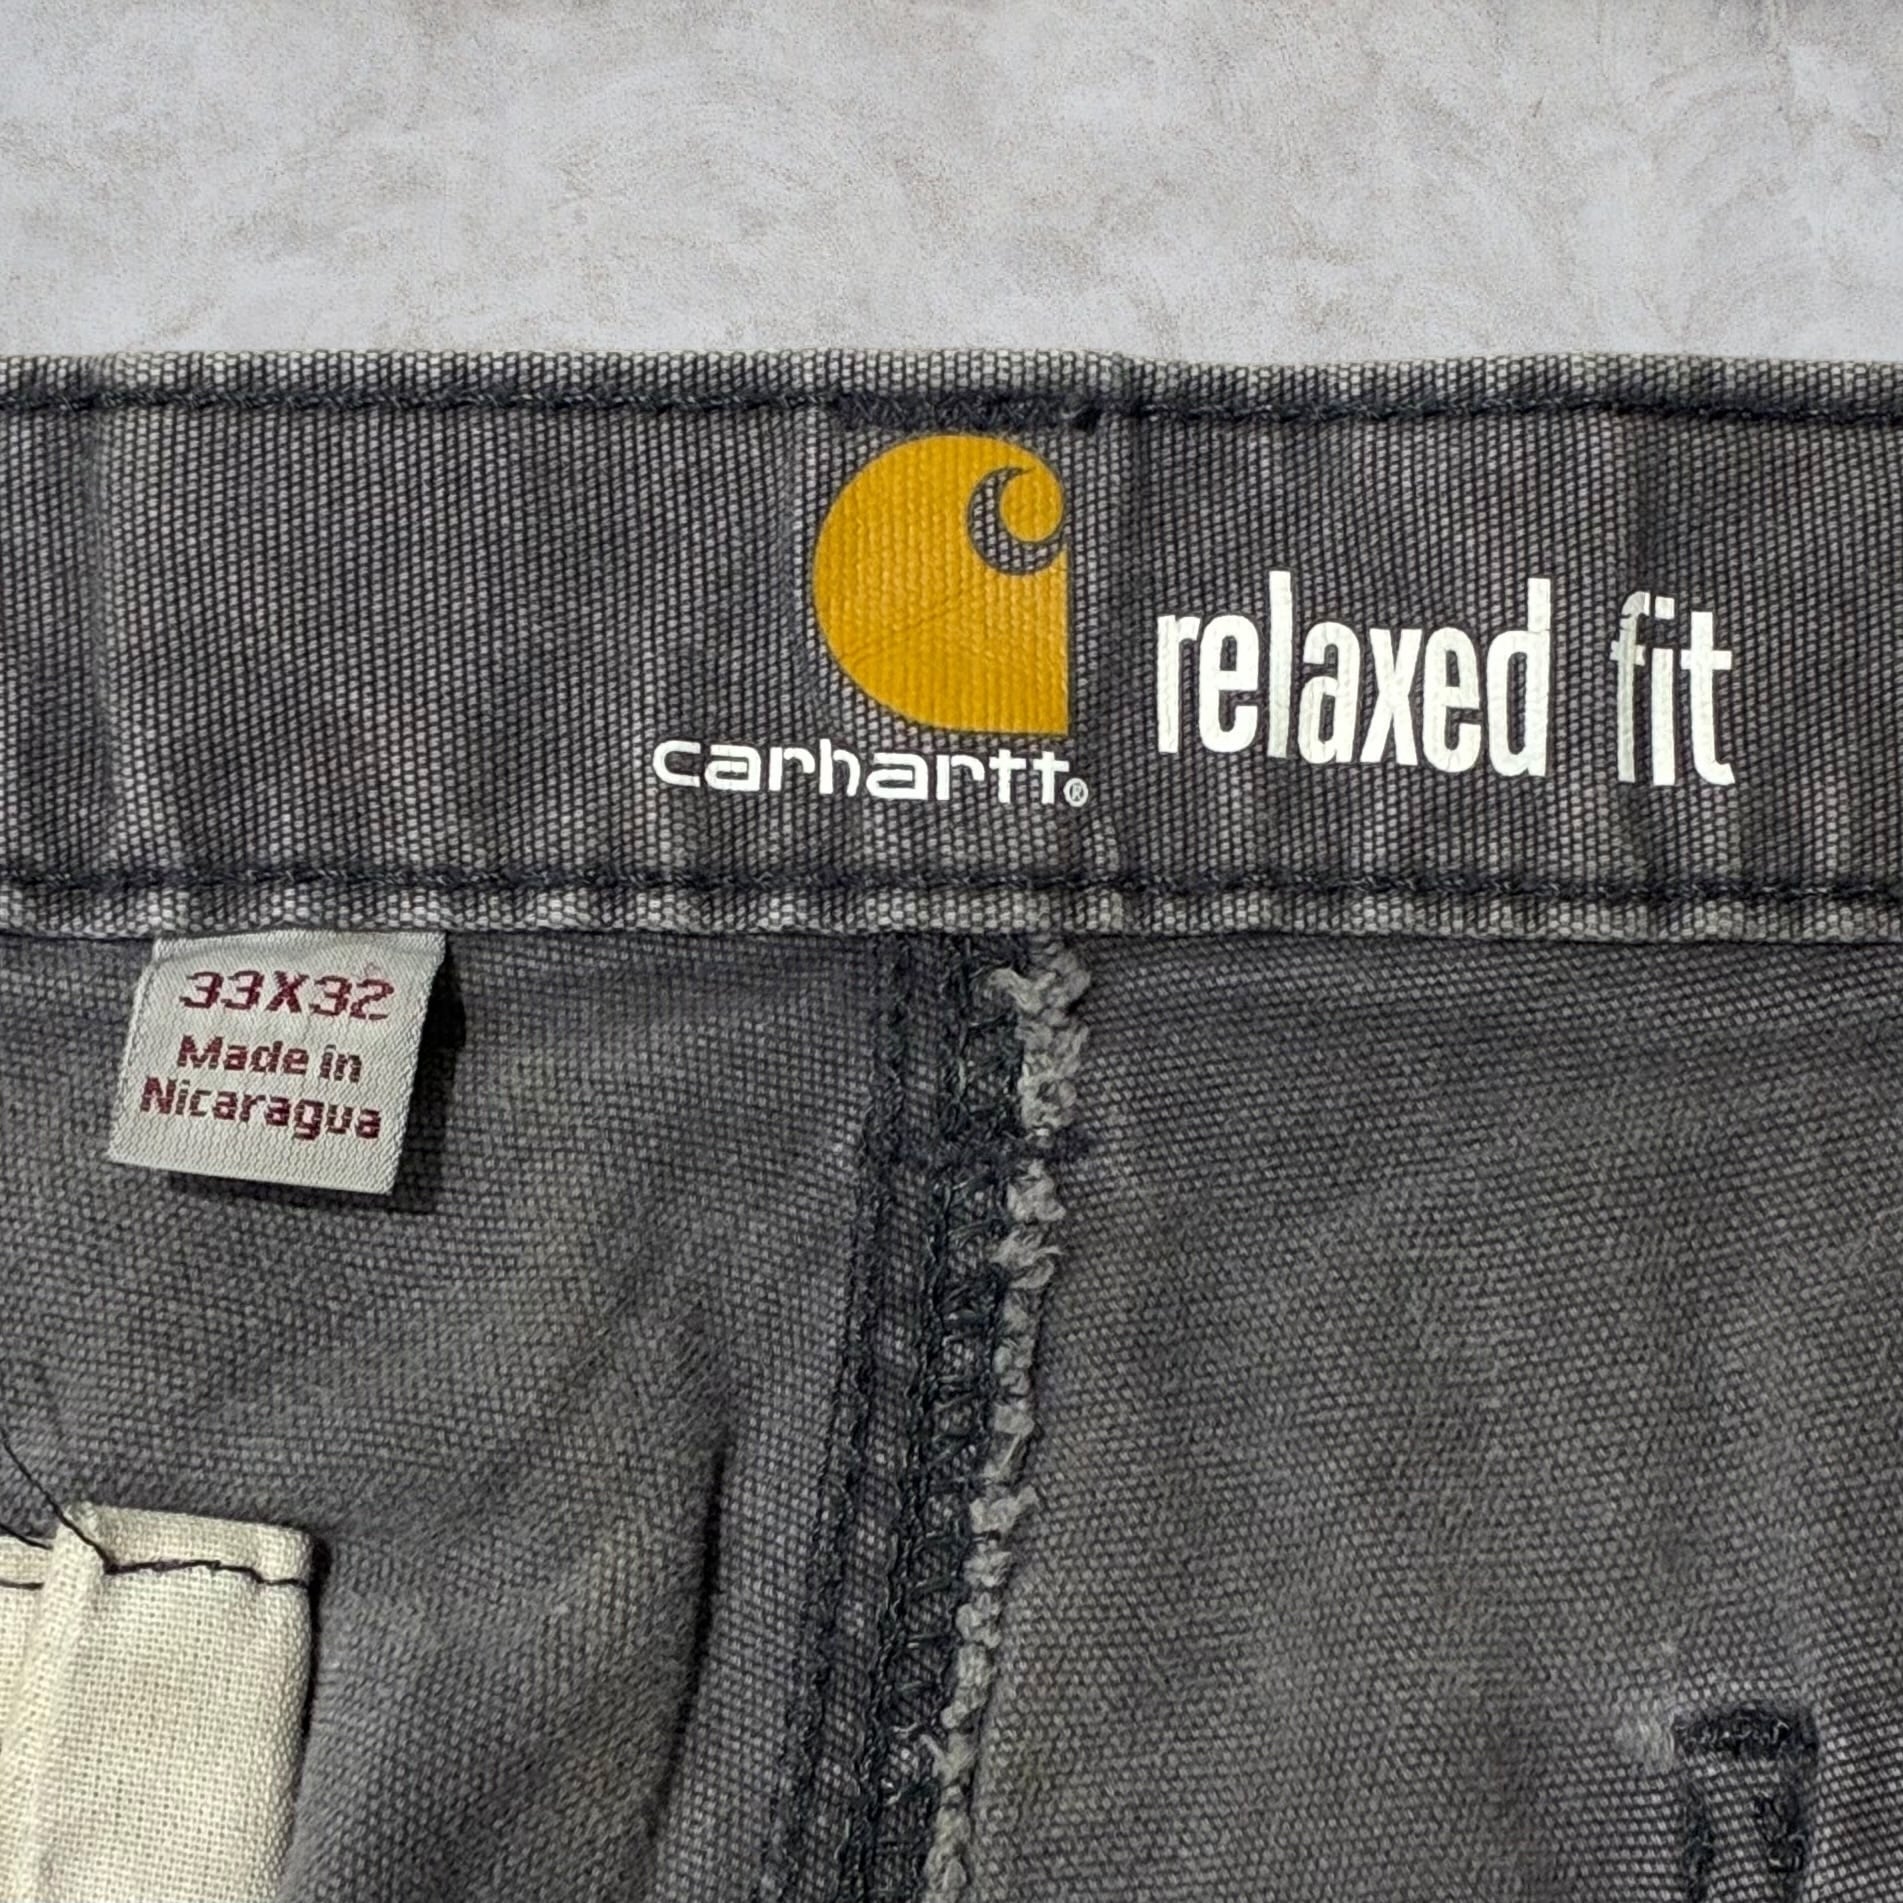 carhartt®
relaxed fit
33X32
Made in
Nicaragua